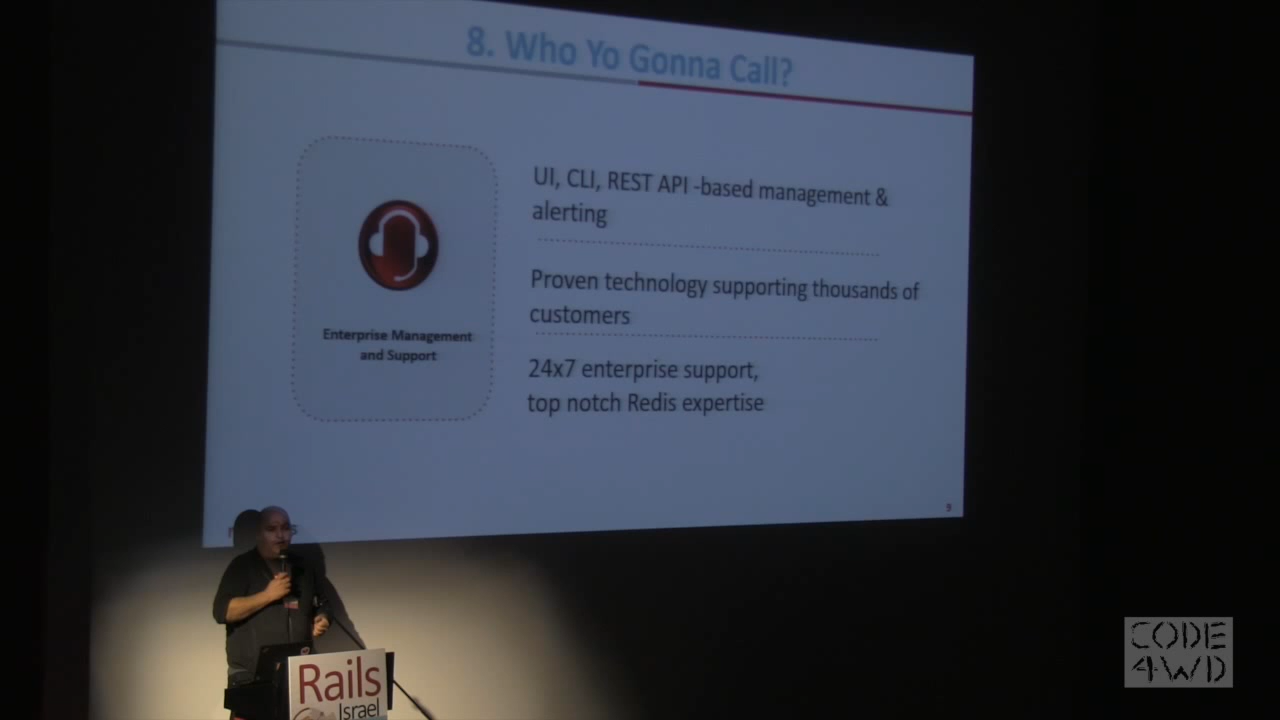 8. Who Yo Gonna Call?
UI, CLI, REST API -based management &
alerting
Proven technology supporting thousands of
customers
Enterprise Management
and Support
24x7 enterprise support,
top notch Redis expertise
9
Rails
Israel
CODE
4WD